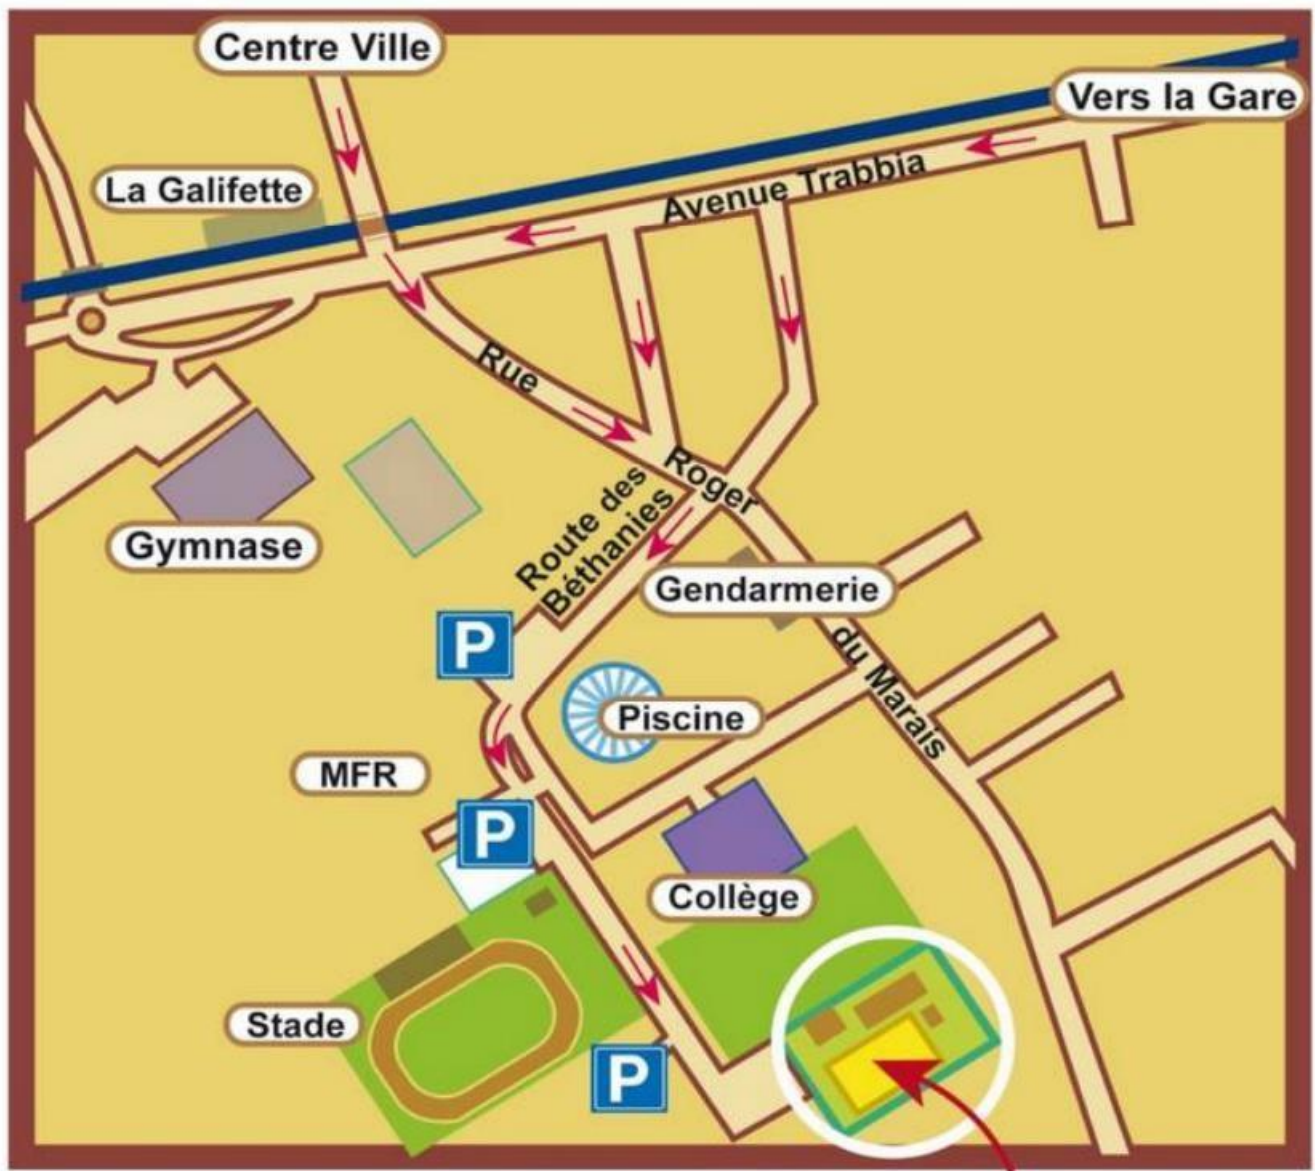 Centre Ville
Vers la Gare
La Galifette
Avenue Trabbia
Rue
Roger
Route des
Béthanies
Gymnase
Gendarmerie
P
du Marais
Piscine
MFR
P
Collège
Stade
P